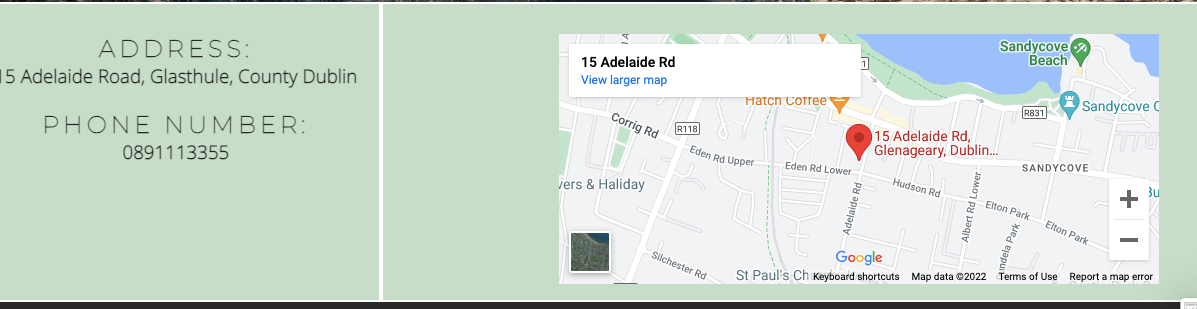 ADDRESS:
15 Adelaide Road, Glasthule, County Dublin
PHONE NUMBER:
0891113355
15 Adelaide Rd
View larger map
Sandycove
Beach
Hatch Coffee
Sandycove
R831
Corrig Rd
R118
15 Adelaide Rd,
Glenageary, Dublin...
Eden Rd Upper
Eden Rd Lower
SANDYCOVE
vers & Haliday
Hudson Rd
Adelaide Rd
Albert Rd Lower
Elton Park
Elton Park
ndela Park
Silchester Rd
St Paul's Ch
Google
Keyboard shortcuts
Map data ©2022
Terms of Use
Report a map error